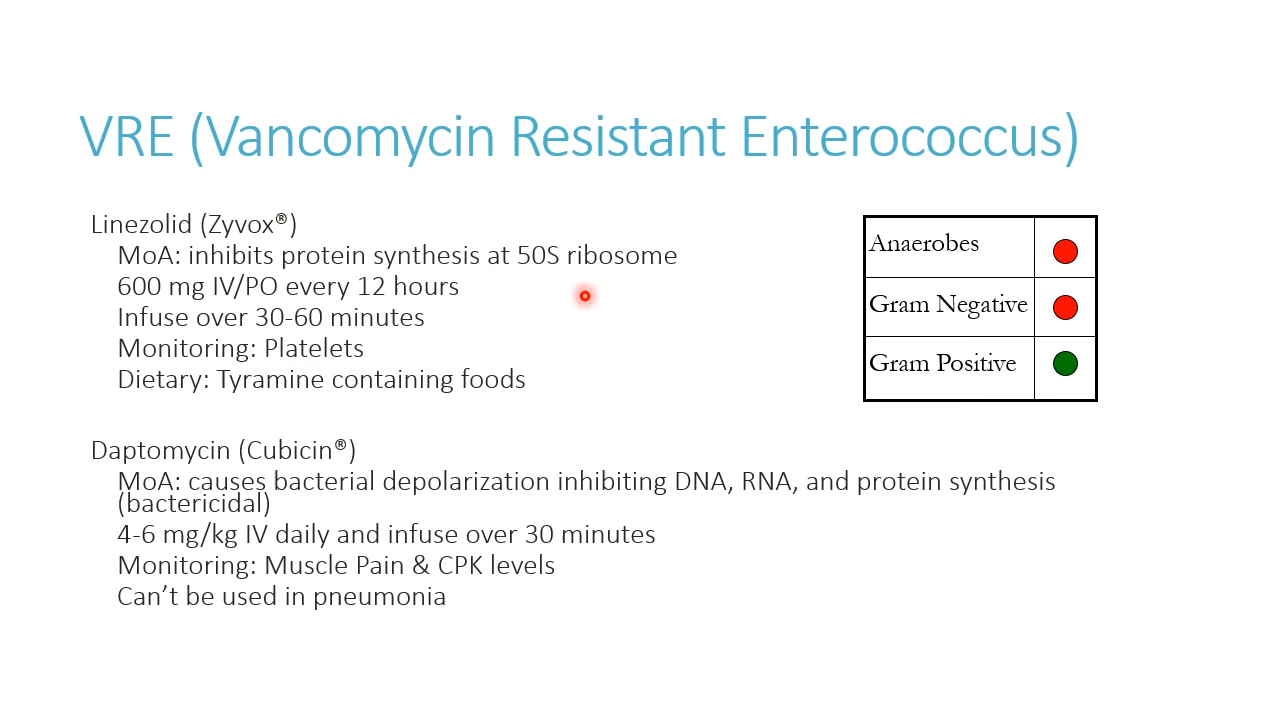 VRE (Vancomycin Resistant Enterococcus)
Linezolid (Zyvox®)
MoA: inhibits protein synthesis at 50S ribosome
600 mg IV/PO every 12 hours
Infuse over 30-60 minutes
Monitoring: Platelets
Dietary: Tyramine containing foods
Anaerobes
Gram Negative
Gram Positive
Daptomycin (Cubicin®)
MoA: causes bacterial depolarization inhibiting DNA, RNA, and protein synthesis
(bactericidal)
4-6 mg/kg IV daily and infuse over 30 minutes
Monitoring: Muscle Pain & CPK levels
Can’t be used in pneumonia